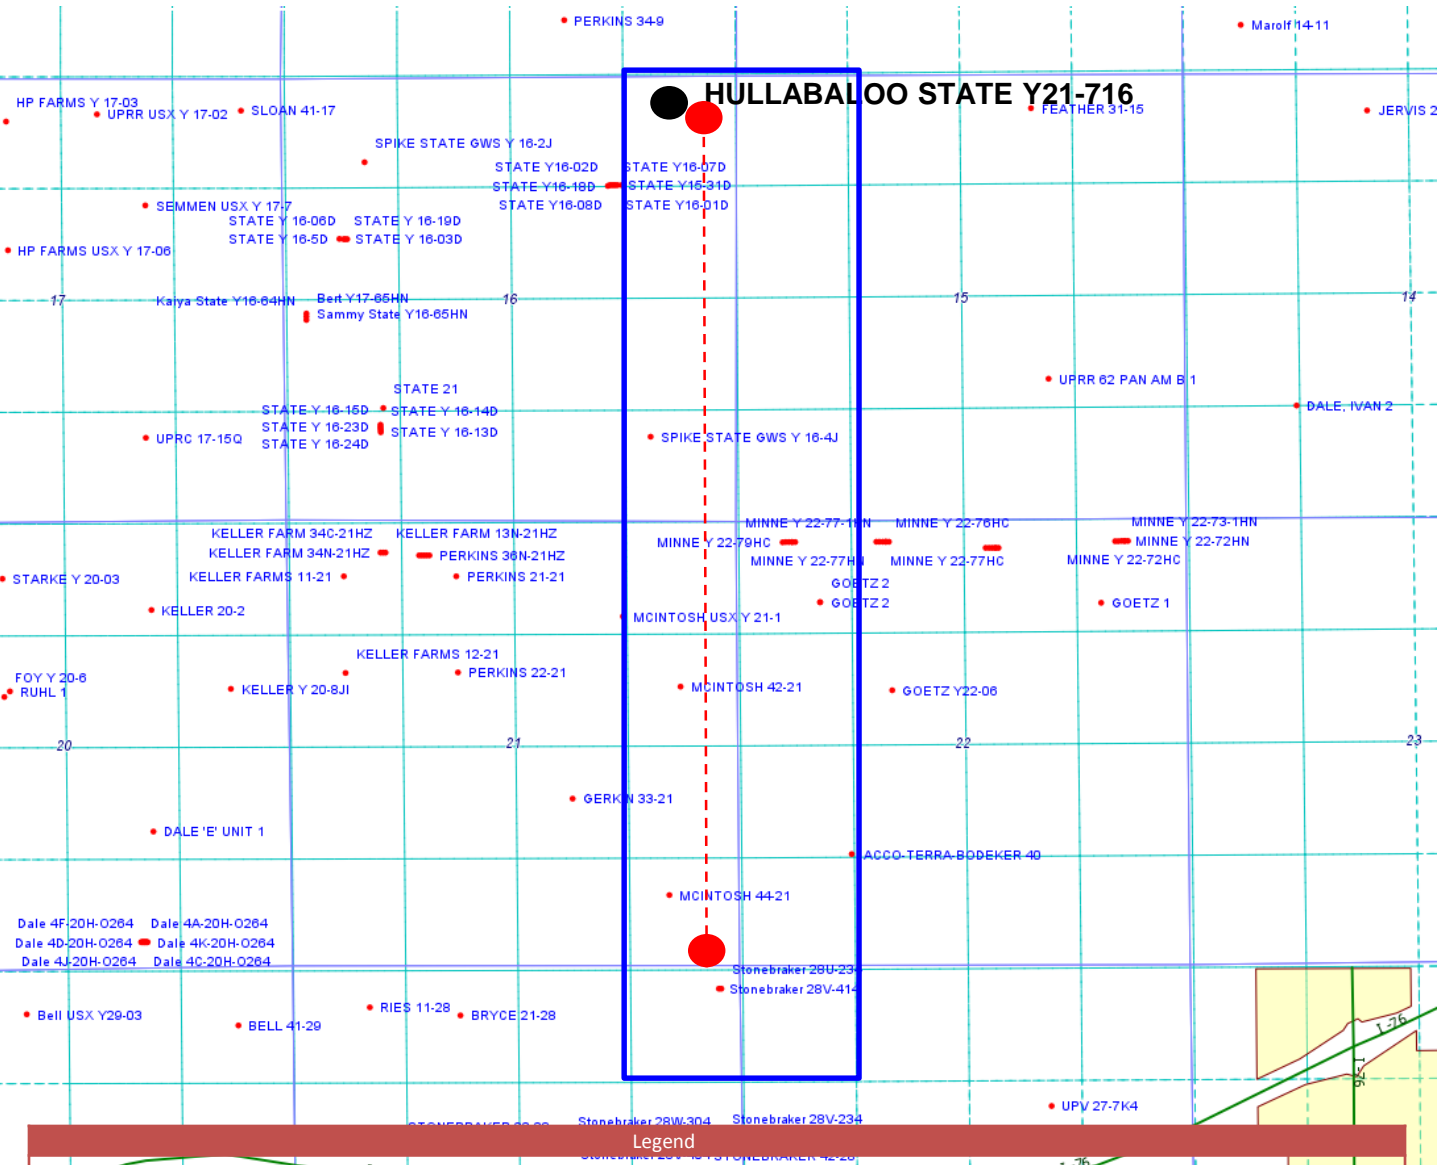 PERKINS 34-9
Marolf 14-11
HULLABALOO STATE Y21-716
HP FARMS Y 17-03
UPRR USX Y 17-02
SLOAN 41-17
FEATHER 31-15
JERVIS 2
SPIKE STATE GWS Y 16-2J
STATE Y16-02D
STATE Y16-07D
STATE Y16-18D
STATE Y15-31D
STATE Y16-08D
STATE Y16-01D
SEMMEN USX Y 17-7
STATE Y 16-06D
STATE Y 16-19D
STATE Y 16-5D
STATE Y 16-03D
HP FARMS USX Y 17-06
17
Kaiya State Y16-64HN
Bert Y17-65HN
16
15
14
Sammy State Y16-65HN
UPRR 62 PAN AM B 1
STATE 21
STATE Y 16-15D
STATE Y 16-14D
DALE, IVAN 2
STATE Y 16-23D
STATE Y 16-13D
UPRC 17-15Q
STATE Y 16-24D
SPIKE STATE GWS Y 16-4J
MINNE Y 22-77-1HN
MINNE Y 22-76HC
MINNE Y 22-73-1HN
KELLER FARM 34C-21HZ
KELLER FARM 13N-21HZ
MINNE Y 22-79HC
MINNE Y 22-72HN
KELLER FARM 34N-21HZ
PERKINS 36N-21HZ
MINNE Y 22-77HN
MINNE Y 22-77HC
MINNE Y 22-72HC
STARKE Y 20-03
KELLER FARMS 11-21
PERKINS 21-21
GOETZ 2
GOETZ 2
GOETZ 1
KELLER 20-2
MCINTOSH USX Y 21-1
KELLER FARMS 12-21
PERKINS 22-21
FOY Y 20-6
RUHL 1
KELLER Y 20-8JI
MCINTOSH 42-21
GOETZ Y22-06
20
21
22
23
GERKIN 33-21
DALE 'E' UNIT 1
ACCO-TERRA-BODEKER 40
MCINTOSH 44-21
Dale 4F-20H-O264
Dale 4A-20H-O264
Dale 4D-20H-O264
Dale 4K-20H-O264
Dale 4J-20H-O264
Dale 4C-20H-O264
Stonebraker 28U-234
Stonebraker 28V-414
Bell USX Y29-03
RIES 11-28
BRYCE 21-28
BELL 41-29
I-76
I-76
UPV 27-7K4
Stonebraker 28W-304
Stonebraker 28V-234
Legend